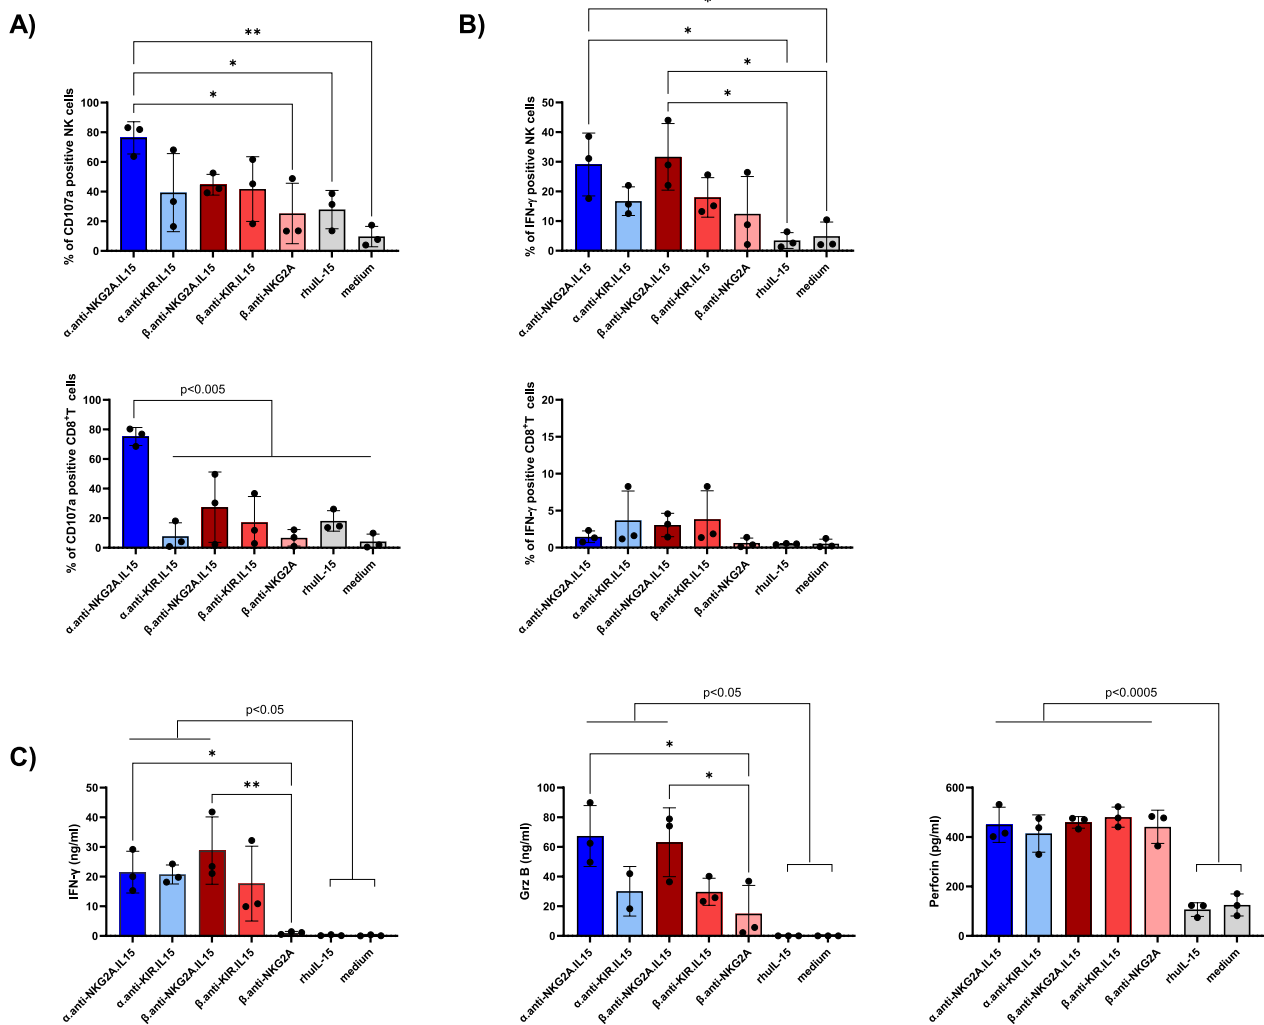 A)
**
*
*
% of CD107a positive NK cells
100
80
60
40
20
0
α.anti-NKG2A.IL15
α.anti-KIR.IL15
β.anti-NKG2A.IL15
β.anti-KIR.IL15
β.anti-NKG2A
rhuIL-15
medium
B)
*
*
*
*
% of IFN-γ positive NK cells
50
40
30
20
10
0
α.anti-NKG2A.IL15
α.anti-KIR.IL15
β.anti-NKG2A.IL15
β.anti-KIR.IL15
β.anti-NKG2A
rhuIL-15
medium
p<0.005
% of CD107a positive CD8⁺T cells
100
80
60
40
20
0
α.anti-NKG2A.IL15
α.anti-KIR.IL15
β.anti-NKG2A.IL15
β.anti-KIR.IL15
β.anti-NKG2A
rhuIL-15
medium
% of IFN-γ positive CD8⁺T cells
20
15
10
5
0
α.anti-NKG2A.IL15
α.anti-KIR.IL15
β.anti-NKG2A.IL15
β.anti-KIR.IL15
β.anti-NKG2A
rhuIL-15
medium
C)
p<0.05
*
**
IFN-γ (ng/ml)
50
40
30
20
10
0
α.anti-NKG2A.IL15
α.anti-KIR.IL15
β.anti-NKG2A.IL15
β.anti-KIR.IL15
β.anti-NKG2A
rhuIL-15
medium
p<0.05
*
*
Grz B (ng/ml)
100
80
60
40
20
0
α.anti-NKG2A.IL15
α.anti-KIR.IL15
β.anti-NKG2A.IL15
β.anti-KIR.IL15
β.anti-NKG2A
rhuIL-15
medium
p<0.0005
Perforin (pg/ml)
600
400
200
0
α.anti-NKG2A.IL15
α.anti-KIR.IL15
β.anti-NKG2A.IL15
β.anti-KIR.IL15
β.anti-NKG2A
rhuIL-15
medium